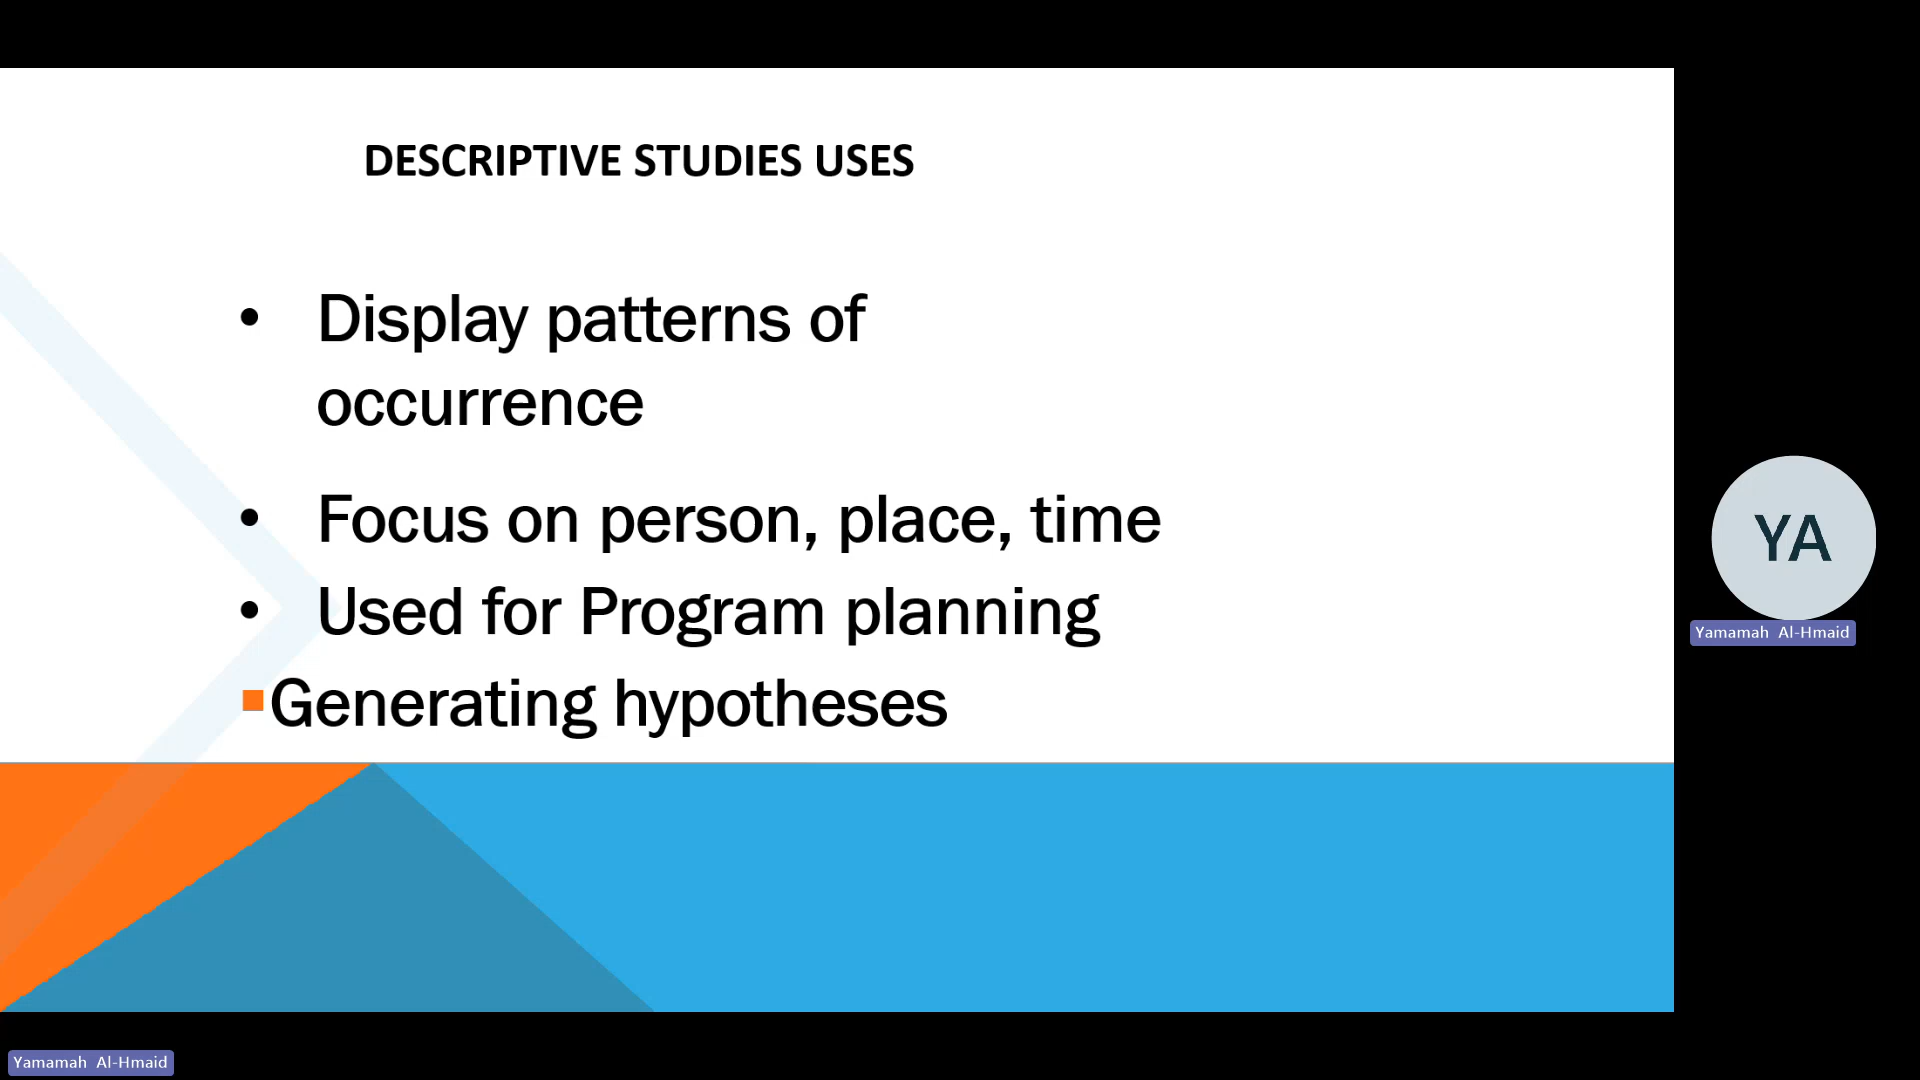 DESCRIPTIVE STUDIES USES
• Display patterns of
occurrence
• Focus on person, place, time
• Used for Program planning
▪Generating hypotheses
YA
Yamamah Al-Hmaid
Yamamah Al-Hmaid